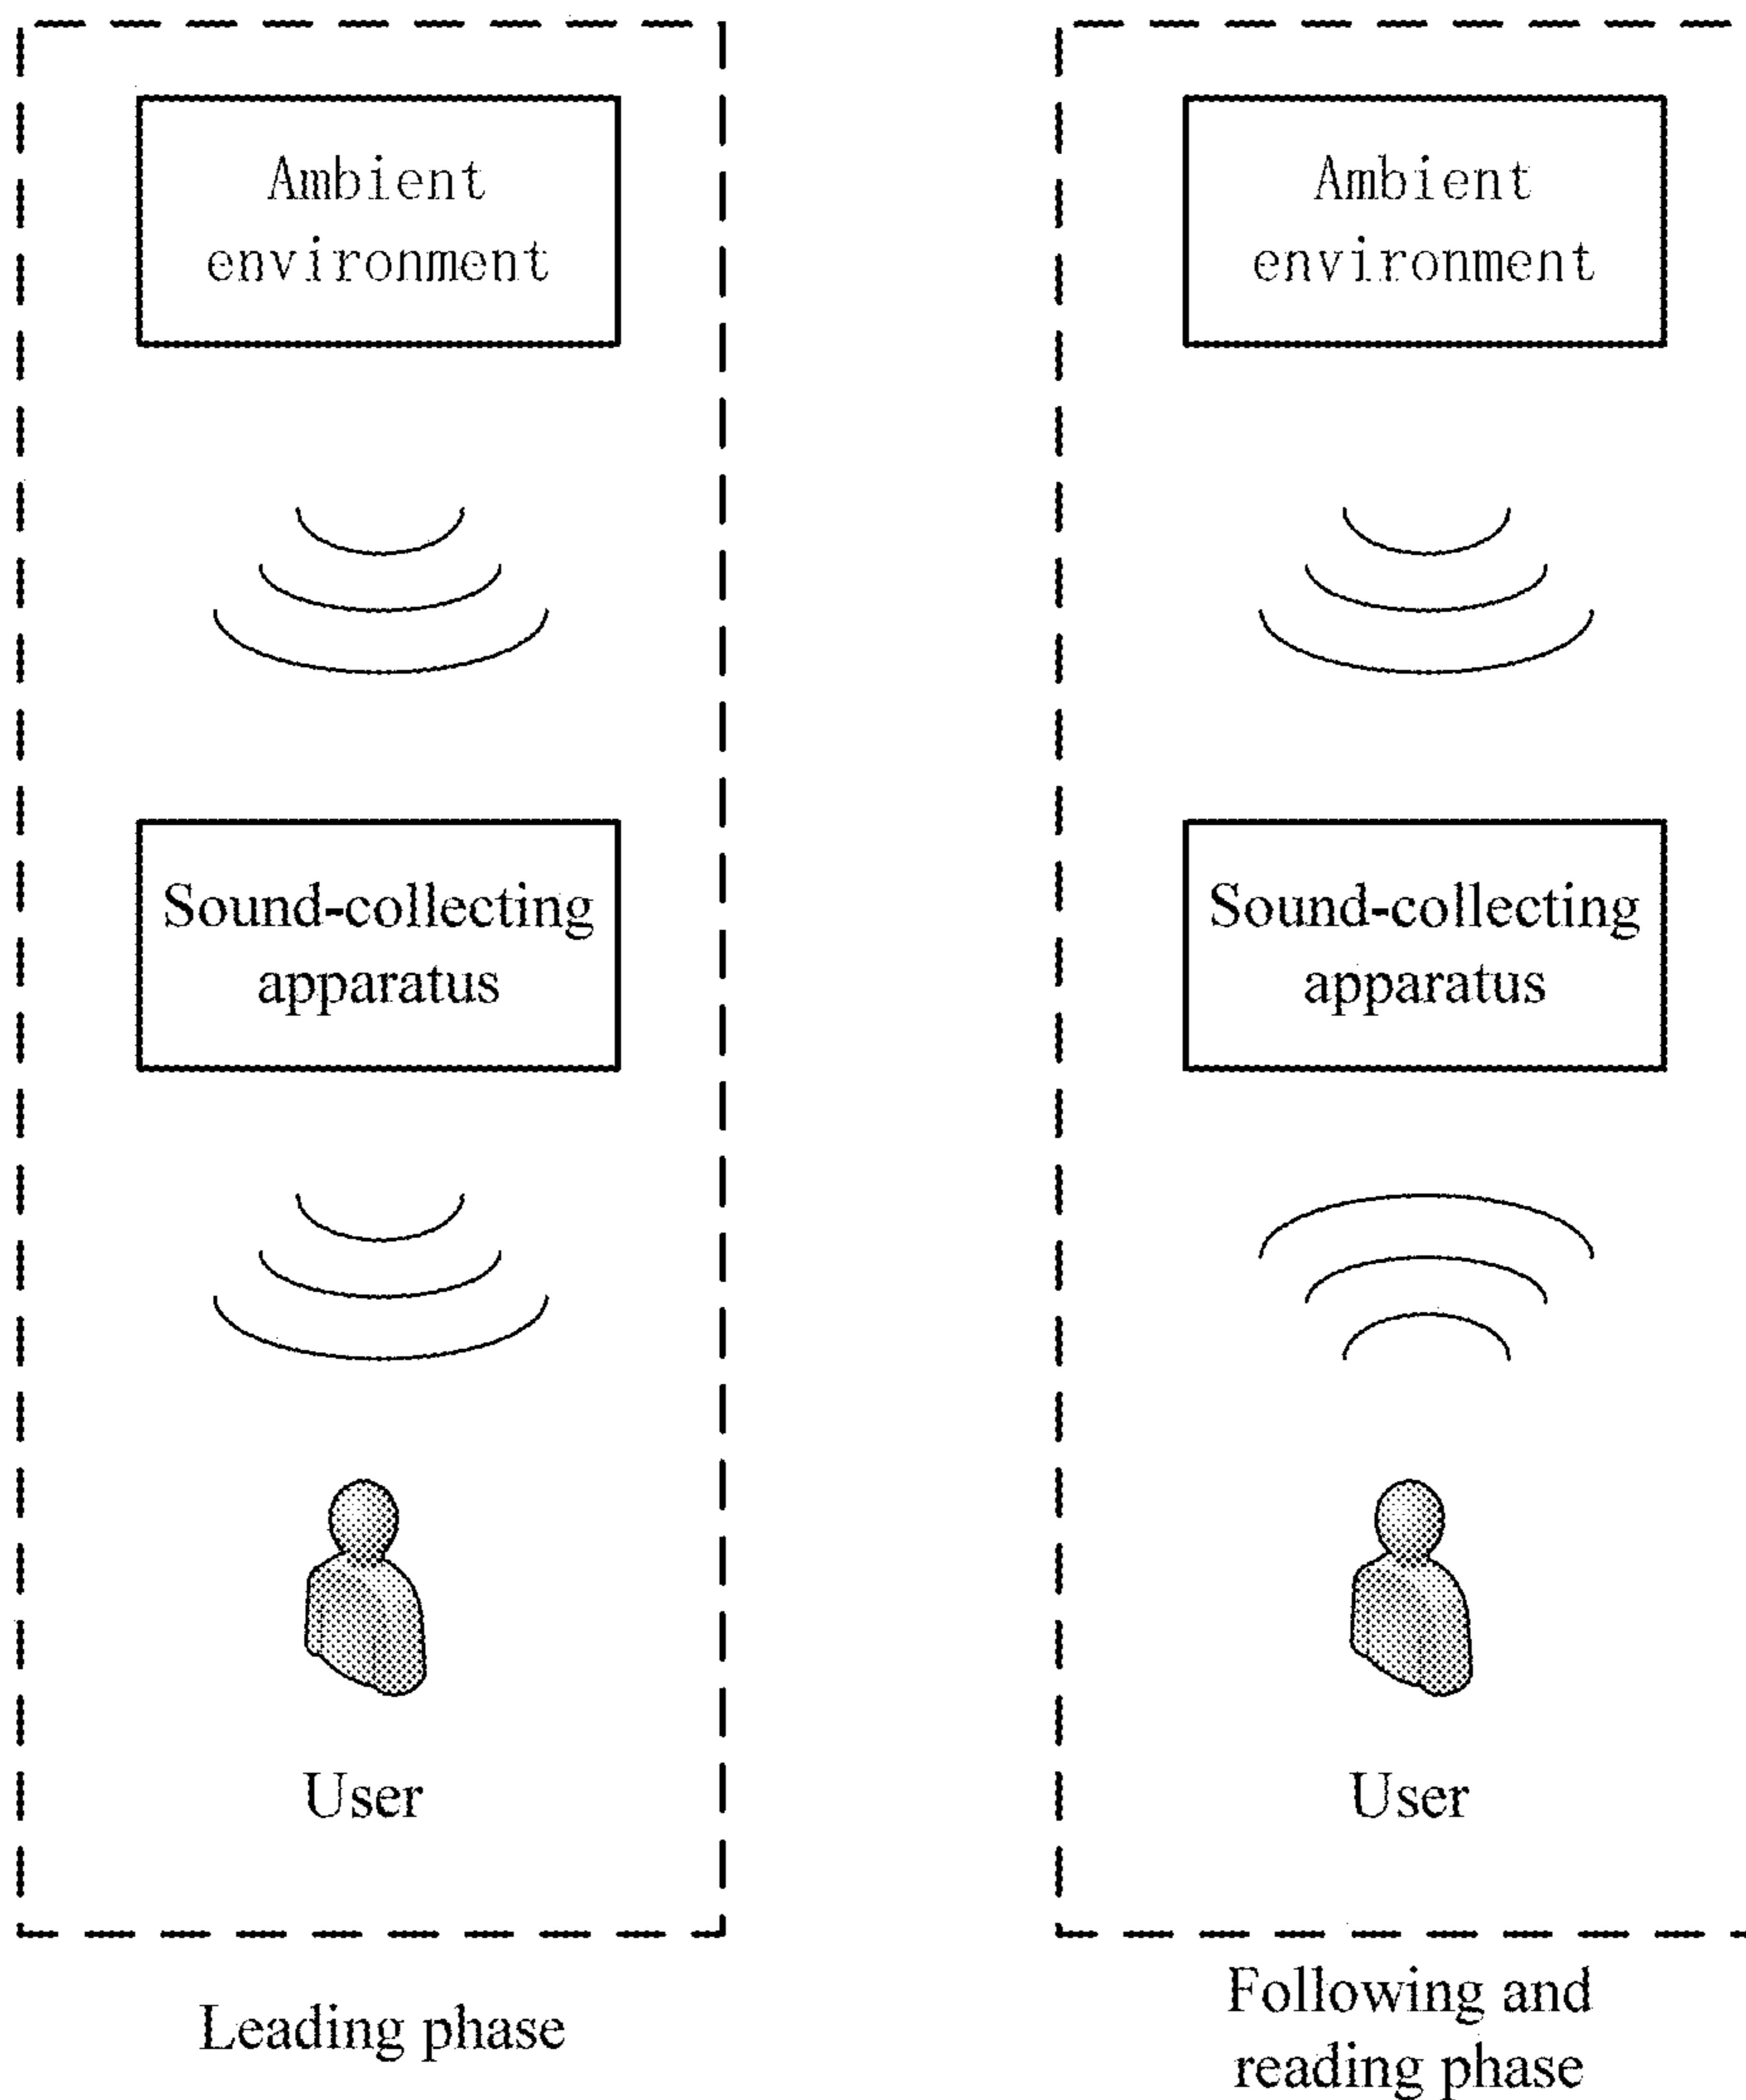 Ambient
environment
Sound-collecting
apparatus
User
Leading phase
Ambient
environment
Sound-collecting
apparatus
User
Following and
reading phase